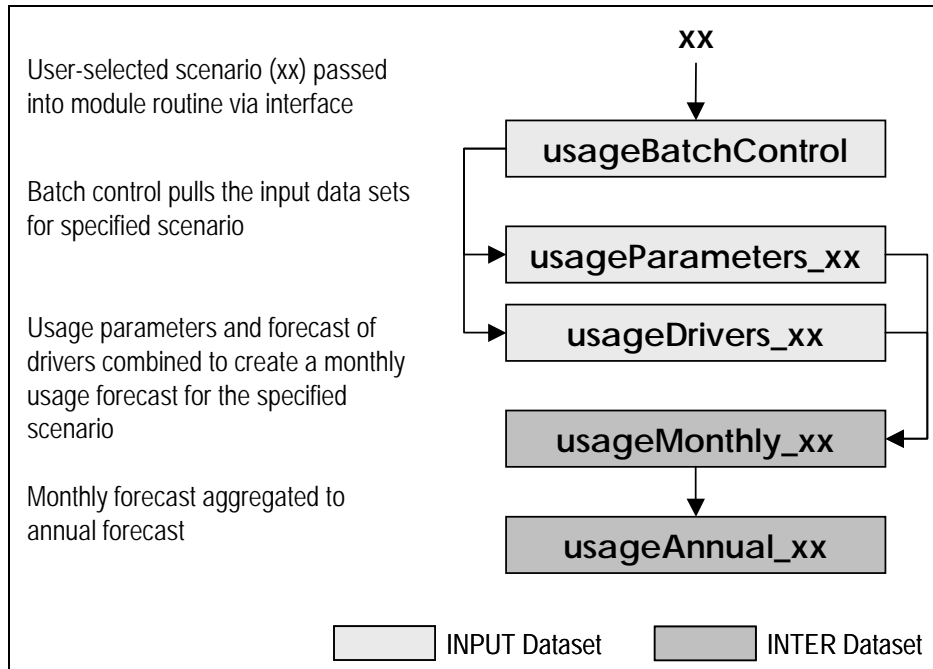 xx
User-selected scenario (xx) passed
into module routine via interface
usageBatchControl
Batch control pulls the input data sets
for specified scenario
usageParameters_xx
usageDrivers_xx
Usage parameters and forecast of
drivers combined to create a monthly
usage forecast for the specified
scenario
usageMonthly_xx
Monthly forecast aggregated to
annual forecast
usageAnnual_xx
INPUT Dataset
INTER Dataset